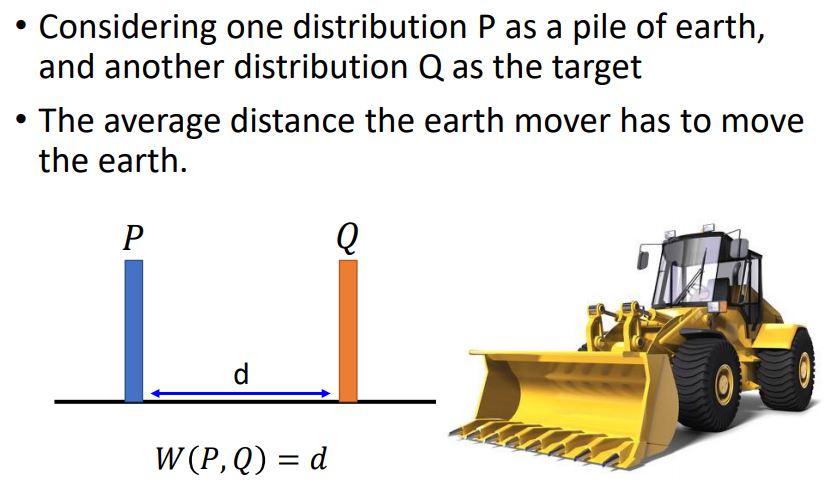 • Considering one distribution P as a pile of earth,
and another distribution Q as the target
• The average distance the earth mover has to move
the earth.
P
Q
d
W(P, Q) = d